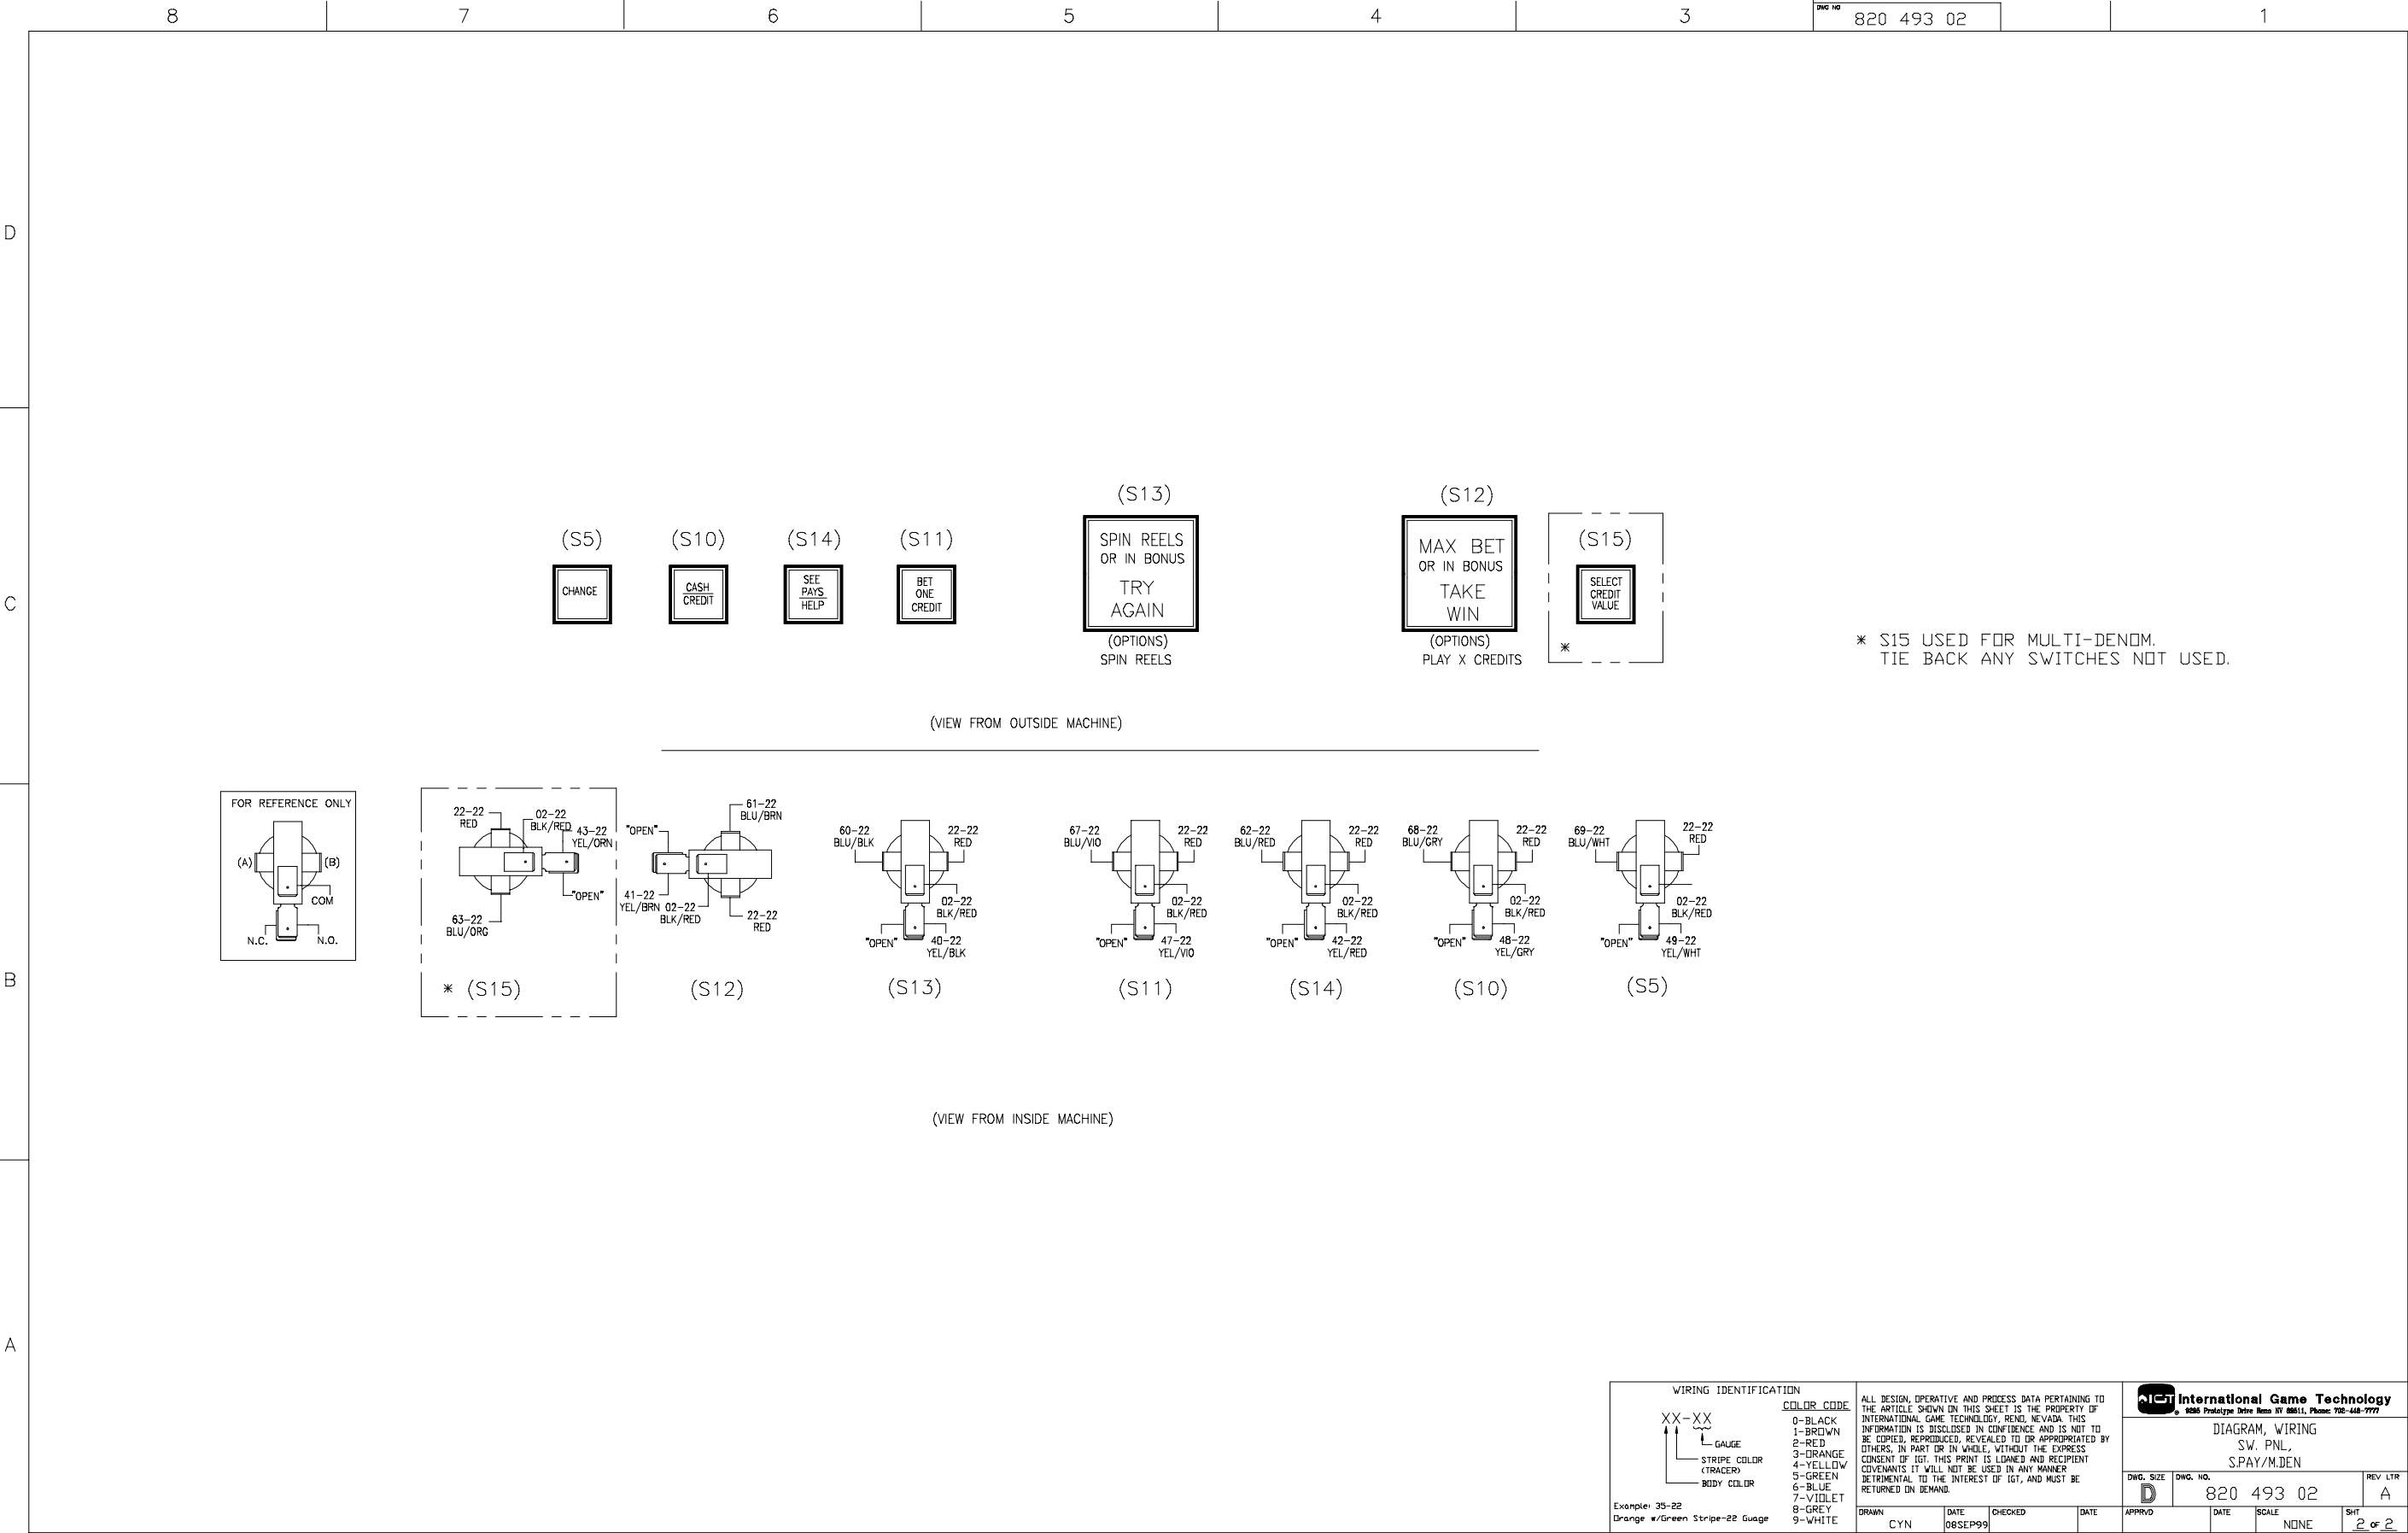 8 7 6 5 4 3 DWG NO 820 493 02 1
D
C
B
A
(S13)
(S12)
(S5) (S10) (S14) (S11) (S15)
CHANGE
CASH
CREDIT
SEE
PAYS
HELP
BET
ONE
CREDIT
SPIN REELS
OR IN BONUS
TRY
AGAIN
(OPTIONS)
SPIN REELS
MAX BET
OR IN BONUS
TAKE
WIN
(OPTIONS)
PLAY X CREDITS
SELECT
CREDIT
VALUE
*
* S15 USED FOR MULTI-DENOM.
TIE BACK ANY SWITCHES NOT USED.
(VIEW FROM OUTSIDE MACHINE)
FOR REFERENCE ONLY
(A) (B)
COM
N.C. N.O.
22-22
RED
02-22
BLK/RED
43-22
YEL/ORN
"OPEN"
63-22
BLU/ORG
* (S15)
"OPEN"
61-22
BLU/BRN
41-22
YEL/BRN
02-22
BLK/RED
22-22
RED
(S12)
60-22
BLU/BLK
22-22
RED
02-22
BLK/RED
"OPEN"
40-22
YEL/BLK
(S13)
67-22
BLU/VIO
22-22
RED
02-22
BLK/RED
"OPEN"
47-22
YEL/VIO
(S11)
62-22
BLU/RED
22-22
RED
02-22
BLK/RED
"OPEN"
42-22
YEL/RED
(S14)
68-22
BLU/GRY
22-22
RED
02-22
BLK/RED
"OPEN"
48-22
YEL/GRY
(S10)
69-22
BLU/WHT
22-22
RED
02-22
BLK/RED
"OPEN"
49-22
YEL/WHT
(S5)
(VIEW FROM INSIDE MACHINE)
WIRING IDENTIFICATION
XX-XX
GAUGE
STRIPE COLOR
(TRACER)
BODY COLOR
Example: 35-22
Orange w/Green Stripe-22 Guage
COLOR CODE
0-BLACK
1-BROWN
2-RED
3-ORANGE
4-YELLOW
5-GREEN
6-BLUE
7-VIOLET
8-GREY
9-WHITE
ALL DESIGN, OPERATIVE AND PROCESS DATA PERTAINING TO
THE ARTICLE SHOWN ON THIS SHEET IS THE PROPERTY OF
INTERNATIONAL GAME TECHNOLOGY, RENO, NEVADA. THIS
INFORMATION IS DISCLOSED IN CONFIDENCE AND IS NOT TO
BE COPIED, REPRODUCED, REVEALED TO OR APPROPRIATED BY
OTHERS, IN PART OR IN WHOLE, WITHOUT THE EXPRESS
CONSENT OF IGT. THIS PRINT IS LOANED AND RECIPIENT
COVENANTS IT WILL NOT BE USED IN ANY MANNER
DETRIMENTAL TO THE INTEREST OF IGT, AND MUST BE
RETURNED ON DEMAND.
DRAWN CYN
DATE 08SEP99
CHECKED
DATE
IGT International Game Technology
9295 Prototype Drive Reno NV 89511, Phone: 702-448-7777
DIAGRAM, WIRING
SW. PNL,
S.PAY/M.DEN
DWG. SIZE D
DWG. NO. 820 493 02
REV LTR A
APPRVD
DATE
SCALE NONE
SHT 2 OF 2